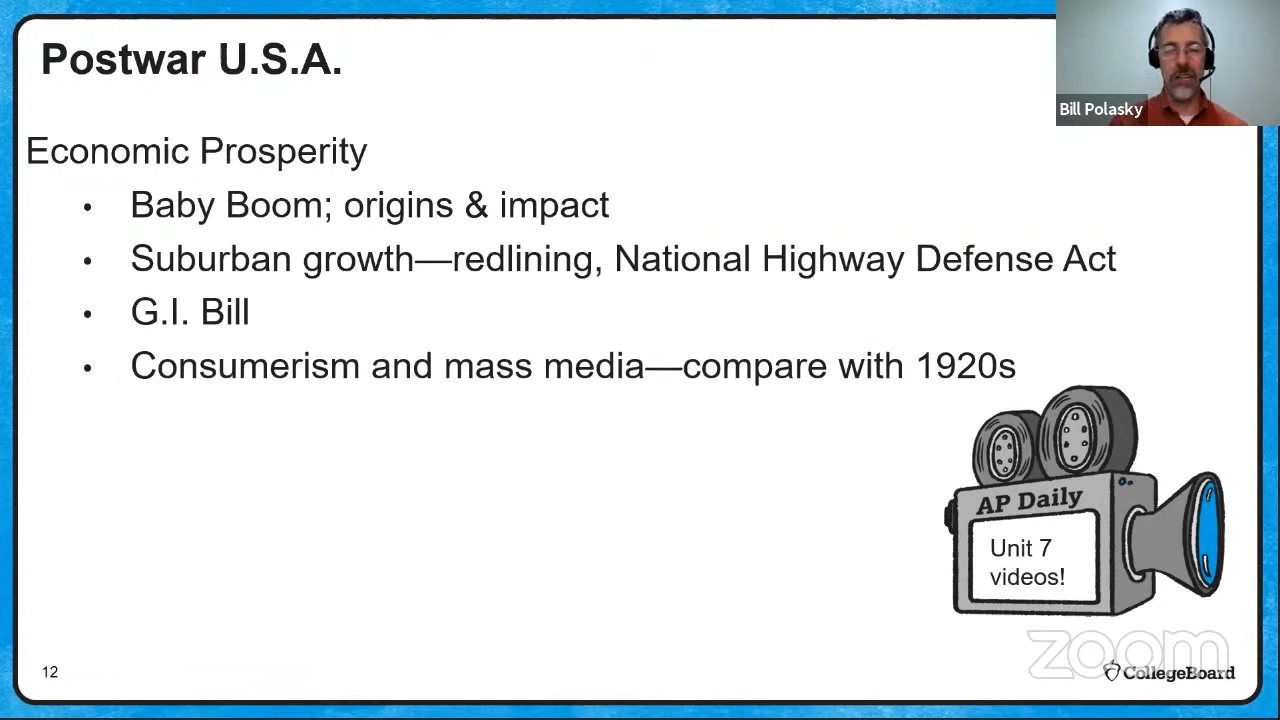 Postwar U.S.A.
Bill Polasky
Economic Prosperity
• Baby Boom; origins & impact
• Suburban growth—redlining, National Highway Defense Act
• G.I. Bill
• Consumerism and mass media—compare with 1920s
AP Daily
Unit 7
videos!
zoom
12
CollegeBoard